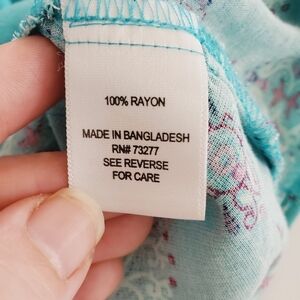 100% RAYON
MADE IN BANGLADESH
RN# 73277
SEE REVERSE
FOR CARE